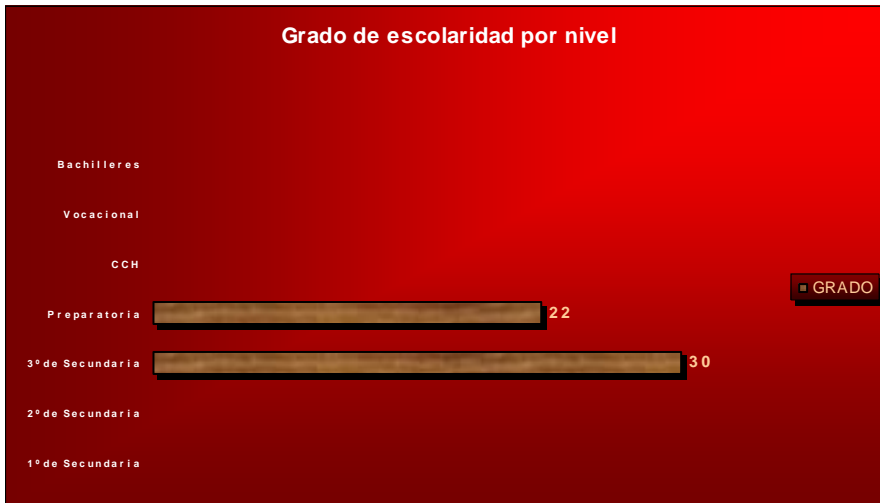 Grado de escolaridad por nivel
Bachilleres
Vocacional
CCH
GRADO
Preparatoria 22
3º de Secundaria 30
2º de Secundaria
1º de Secundaria